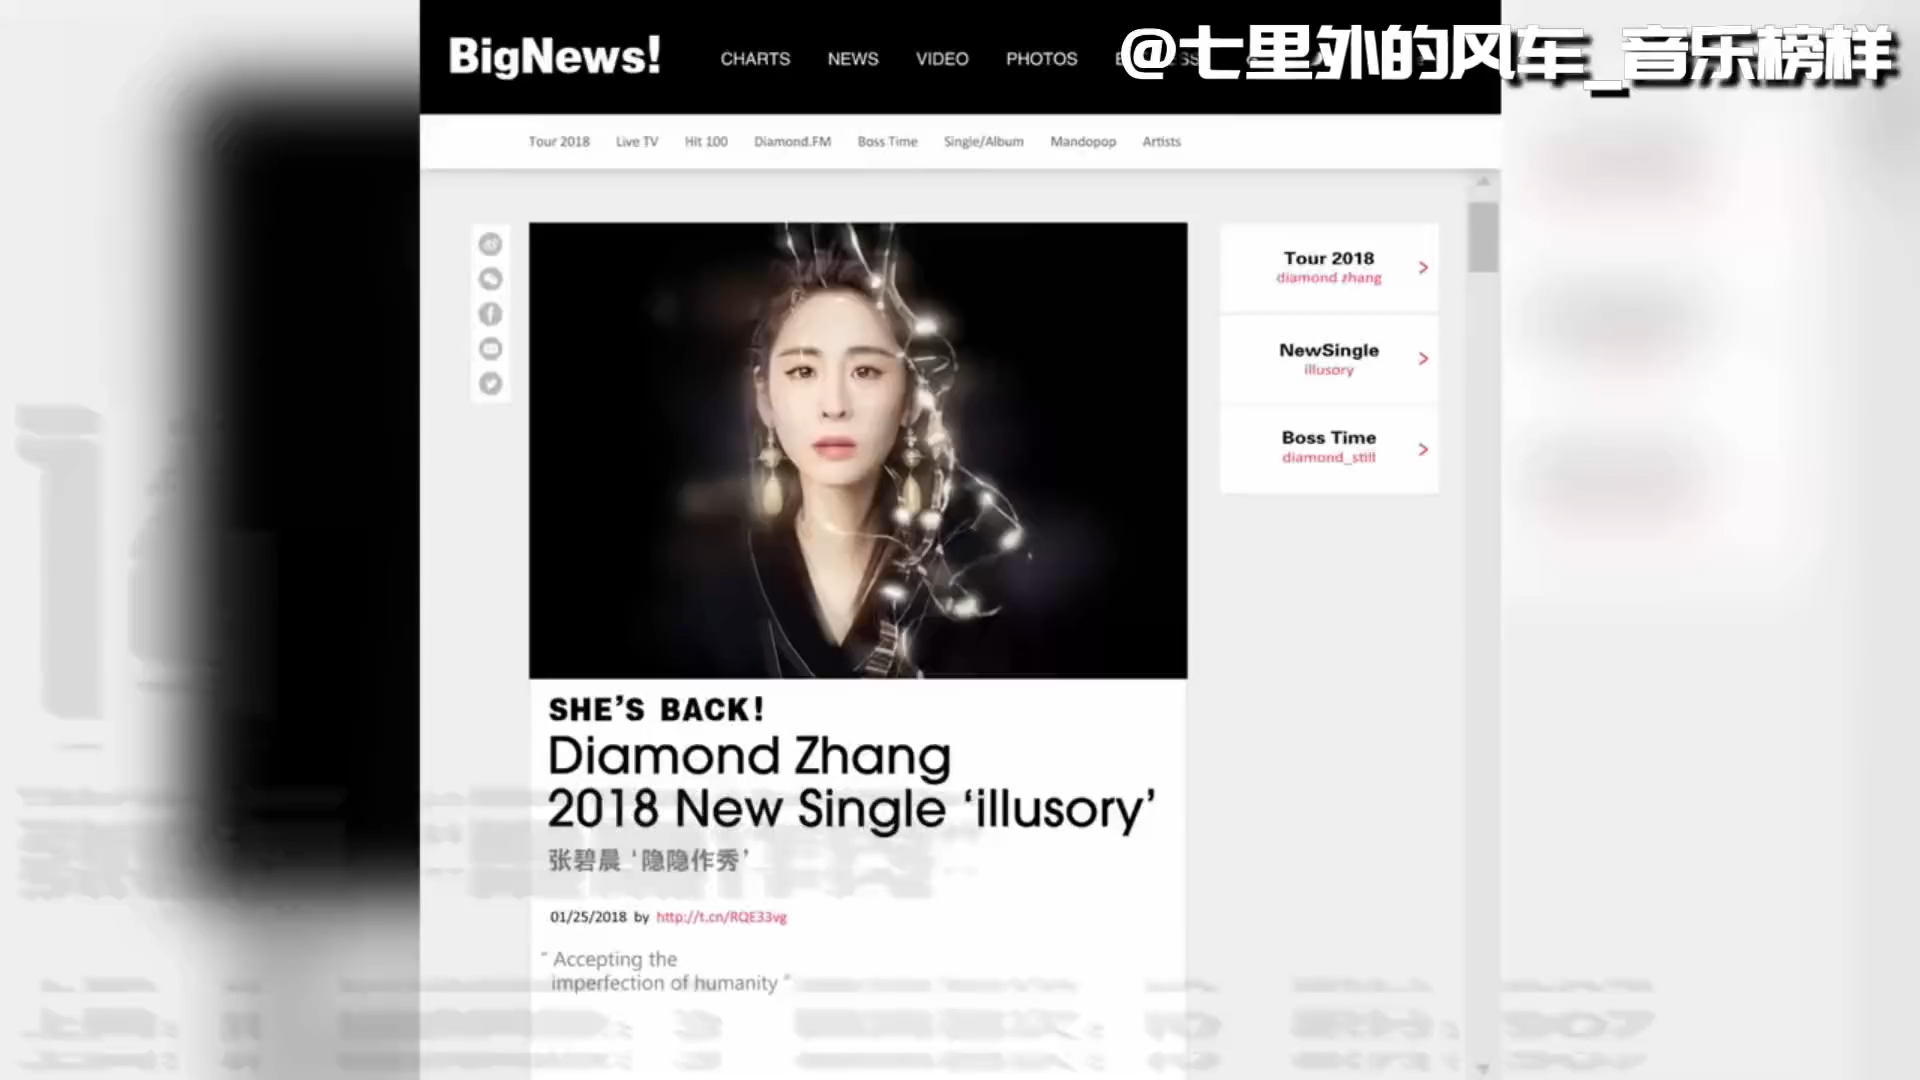 BigNews!
CHARTS
NEWS
VIDEO
PHOTOS
@七里外的风车_音乐榜样
Tour 2018
Live TV
Hit 100
Diamond.FM
Boss Time
Single/Album
Mandopop
Artists
Tour 2018
diamond zhang
NewSingle
illusory
Boss Time
diamond_still
SHE'S BACK!
Diamond Zhang
2018 New Single ‘illusory’
张碧晨 ‘隐隐作秀’
01/25/2018 by http://t.cn/RQE33vg
" Accepting the
imperfection of humanity "